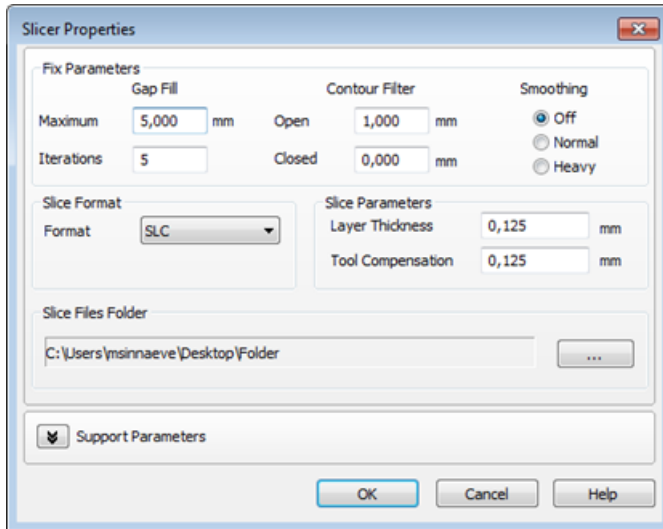 Slicer Properties
Fix Parameters
Gap Fill Contour Filter Smoothing
Maximum 5,000 mm Open 1,000 mm Off
Normal
Iterations 5 Closed 0,000 mm Heavy
Slice Format Slice Parameters
Format SLC Layer Thickness 0,125 mm
Tool Compensation 0,125 mm
Slice Files Folder
C:\Users\msinnaeve\Desktop\Folder ...
Support Parameters
OK Cancel Help